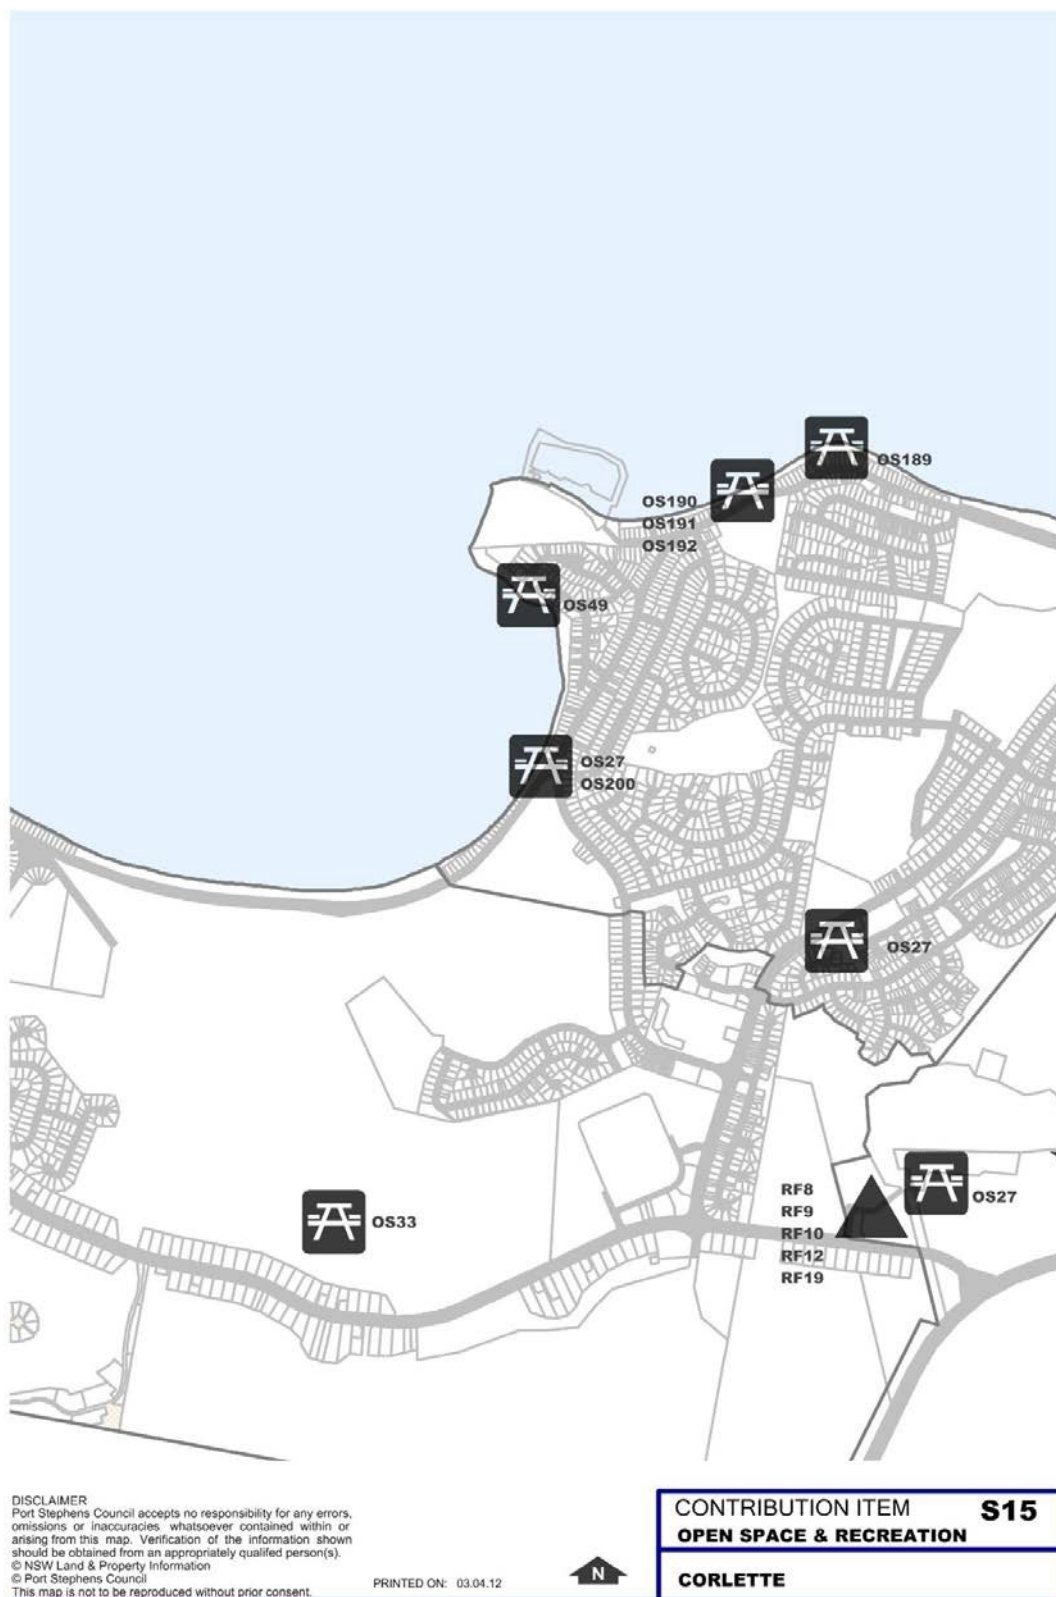 OS189
OS190
OS191
OS192
OS49
OS27
OS200
OS27
OS27
OS33
RF8
RF9
RF10
RF12
RF19
DISCLAIMER
Port Stephens Council accepts no responsibility for any errors,
omissions or inaccuracies whatsoever contained within or
arising from this map. Verification of the information shown
should be obtained from an appropriately qualifed person(s).
© NSW Land & Property Information
© Port Stephens Council
This map is not to be reproduced without prior consent.
PRINTED ON: 03.04.12
N
CONTRIBUTION ITEM S15
OPEN SPACE & RECREATION
CORLETTE